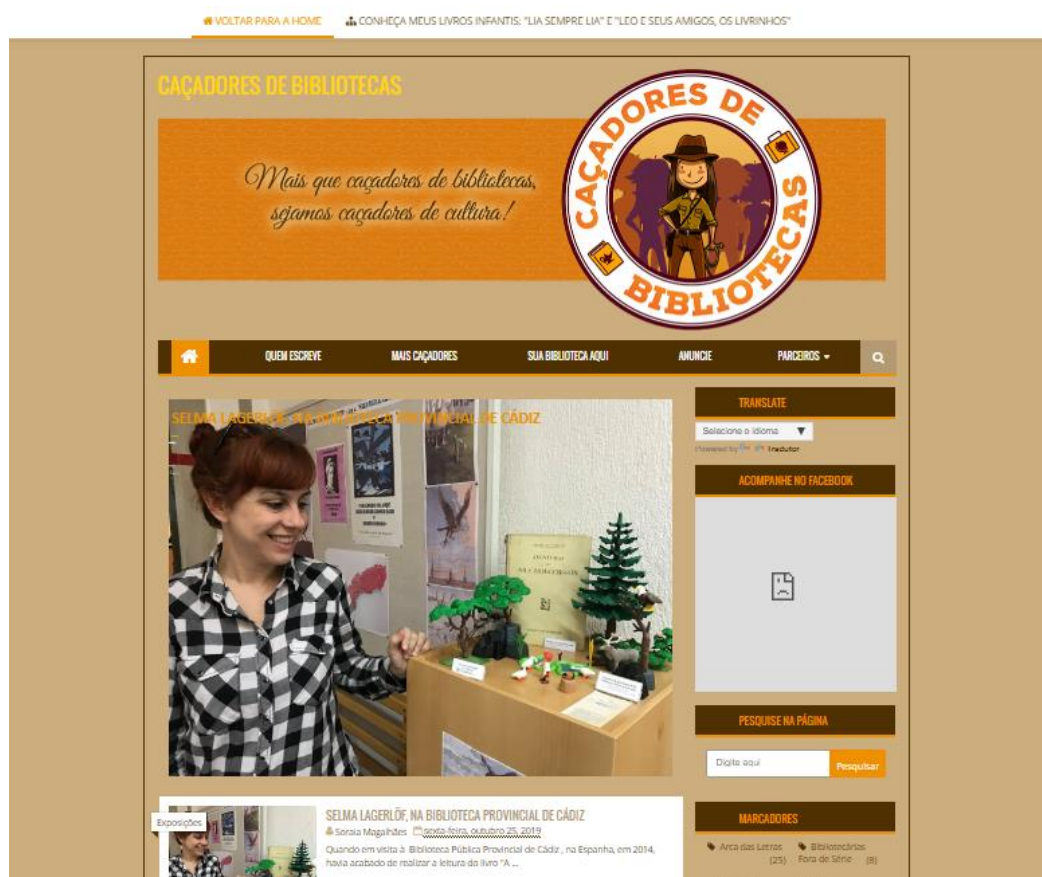 VOLTAR PARA A HOME
CONHEÇA MEUS LIVROS INFANTIS: "LIA SEMPRE LIA" E "LEO E SEUS AMIGOS, OS LIVRINHOS"
CAÇADORES DE BIBLIOTECAS
Mais que caçadores de bibliotecas,
sejamos caçadores de cultura!
CAÇADORES DE
BIBLIOTECAS
QUEM ESCREVE
MAIS CAÇADORES
SUA BIBLIOTECA AQUI
ANUNCIE
PARCEIROS
SELMA LAGERLÖF, NA BIBLIOTECA PROVINCIAL DE CÁDIZ
TRANSLATE
Selecione o idioma
Powered by Tradutor
ACOMPANHE NO FACEBOOK
PESQUISE NA PÁGINA
Digite aqui
Pesquisar
Exposições
SELMA LAGERLÖF, NA BIBLIOTECA PROVINCIAL DE CÁDIZ
Soraia Magalhães sexta-feira, outubro 25, 2019
Quando em visita à Biblioteca Pública Provincial de Cádiz , na Espanha, em 2014,
havia acabado de realizar a leitura do livro "A ...
MARCADORES
Arca das Letras
(25)
Bibliotecárias
Fora de Série (8)